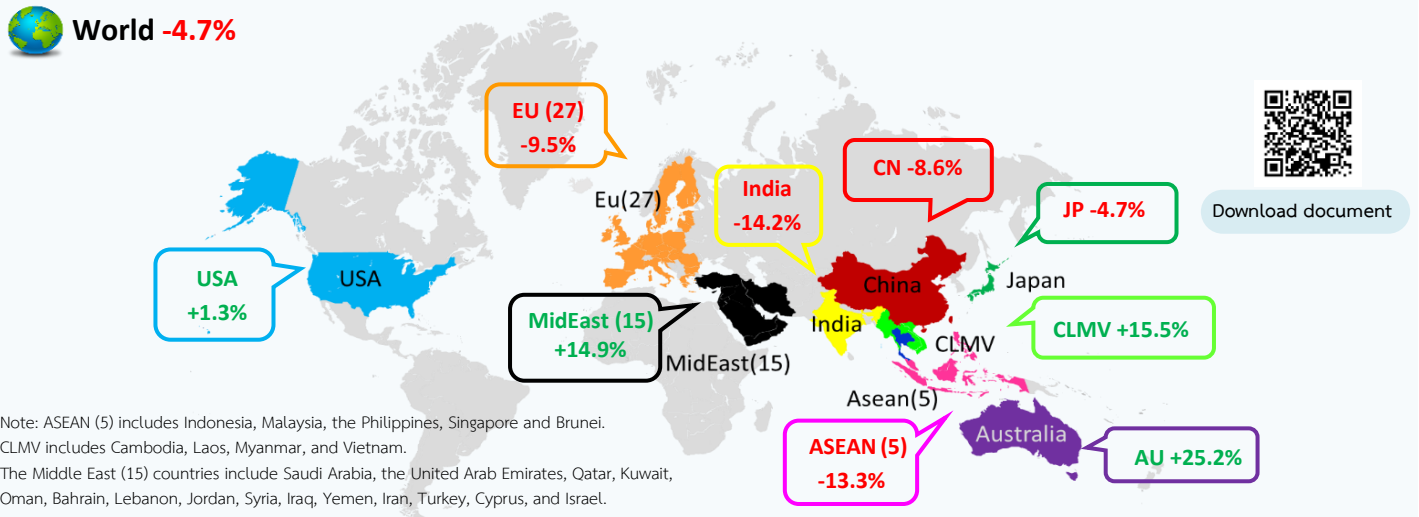 World -4.7%
EU (27)
-9.5%
Eu(27)
India
-14.2%
CN -8.6%
JP -4.7%
Download document
USA
+1.3%
USA
China
Japan
MidEast (15)
+14.9%
India
CLMV +15.5%
CLMV
MidEast(15)
Asean(5)
Note: ASEAN (5) includes Indonesia, Malaysia, the Philippines, Singapore and Brunei.
CLMV includes Cambodia, Laos, Myanmar, and Vietnam.
The Middle East (15) countries include Saudi Arabia, the United Arab Emirates, Qatar, Kuwait,
Oman, Bahrain, Lebanon, Jordan, Syria, Iraq, Yemen, Iran, Turkey, Cyprus, and Israel.
ASEAN (5)
-13.3%
Australia
AU +25.2%